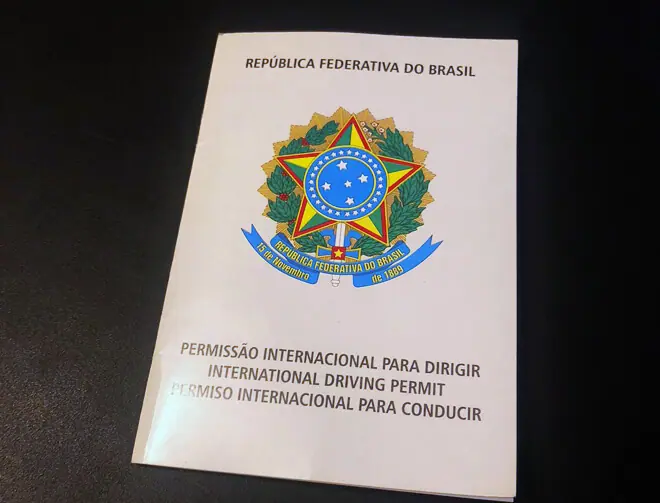 REPÚBLICA FEDERATIVA DO BRASIL
REPÚBLICA FEDERATIVA DO BRASIL
15 de Novembro
de 1889
PERMISSÃO INTERNACIONAL PARA DIRIGIR
INTERNATIONAL DRIVING PERMIT
PERMISO INTERNACIONAL PARA CONDUCIR